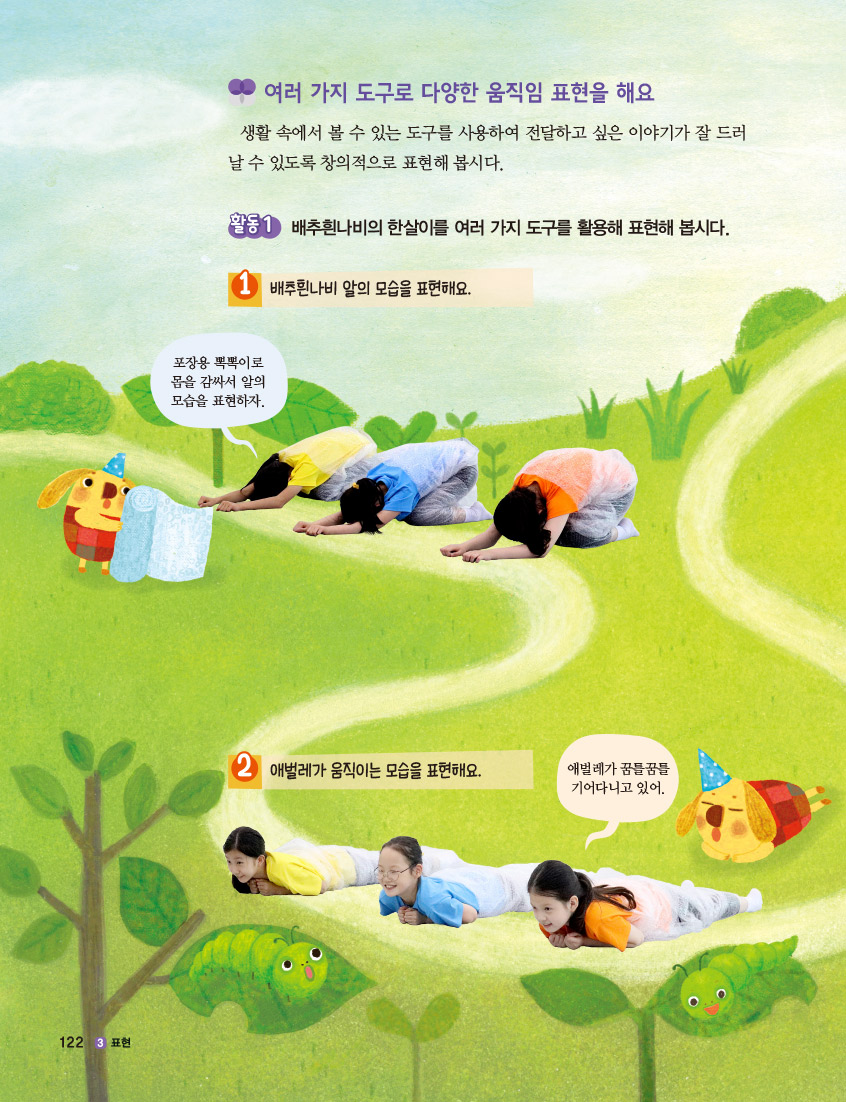 여러 가지 도구로 다양한 움직임 표현을 해요
생활 속에서 볼 수 있는 도구를 사용하여 전달하고 싶은 이야기가 잘 드러
날 수 있도록 창의적으로 표현해 봅시다.
활동 1 배추흰나비의 한살이를 여러 가지 도구를 활용해 표현해 봅시다.
1 배추흰나비 알의 모습을 표현해요.
포장용 뽁뽁이로
몸을 감싸서 알의
모습을 표현하자.
2 애벌레가 움직이는 모습을 표현해요.
애벌레가 꿈틀꿈틀
기어다니고 있어.
122 3 표현